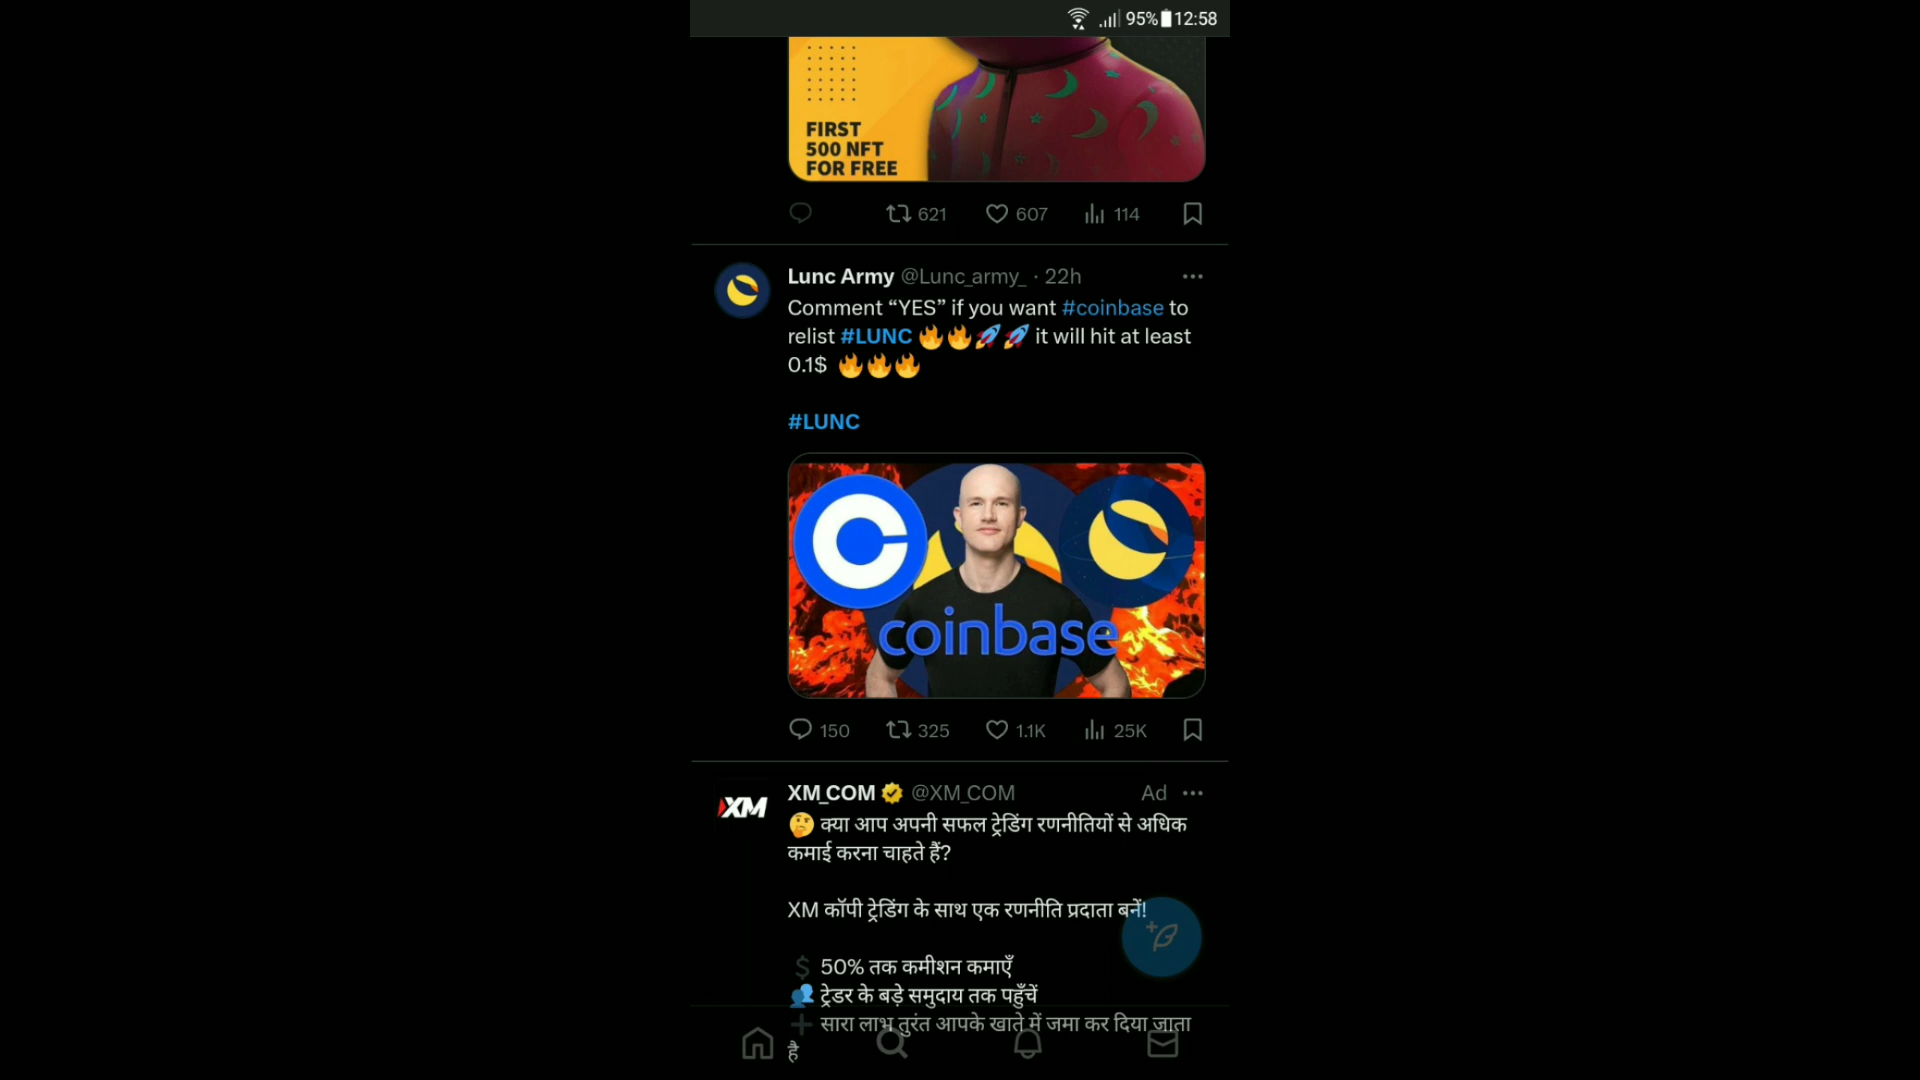 95% 12:58
FIRST
500 NFT
FOR FREE
621 607 114
Lunc Army @Lunc_army_ · 22h
Comment “YES” if you want #coinbase to
relist #LUNC 🔥🔥🚀🚀 it will hit at least
0.1$ 🔥🔥🔥
#LUNC
coinbase
150 325 1.1K 25K
XM
XM_COM @XM_COM Ad
🤔 क्या आप अपनी सफल ट्रेडिंग रणनीतियों से अधिक
कमाई करना चाहते हैं?
XM कॉपी ट्रेडिंग के साथ एक रणनीति प्रदाता बनें!
💲 50% तक कमीशन कमाएँ
👥 ट्रेडर के बड़े समुदाय तक पहुँचें
➕ सारा लाभ तुरंत आपके खाते में जमा कर दिया जाता
है